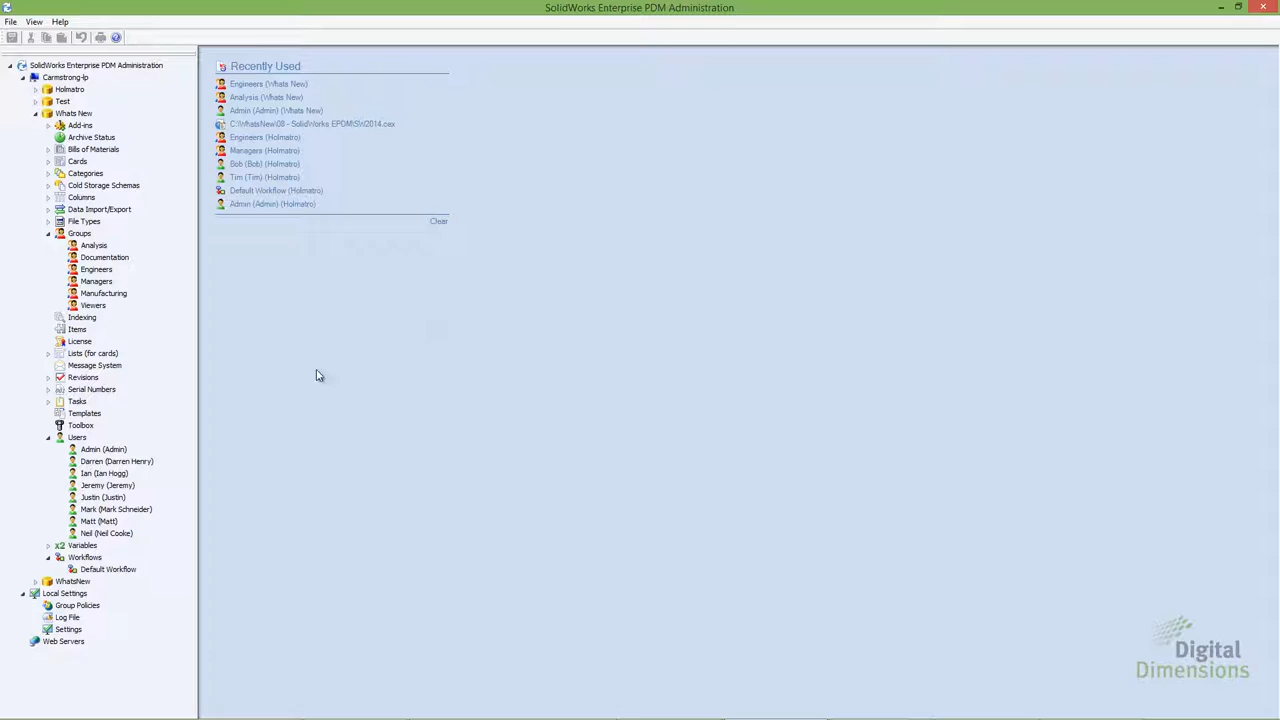 SolidWorks Enterprise PDM Administration
File View Help
SolidWorks Enterprise PDM Administration
Carmstrong-lp
Holmatro
Test
Whats New
Add-ins
Archive Status
Bills of Materials
Cards
Categories
Cold Storage Schemas
Columns
Data Import/Export
File Types
Groups
Analysis
Documentation
Engineers
Managers
Manufacturing
Viewers
Indexing
Items
License
Lists (for cards)
Message System
Revisions
Serial Numbers
Tasks
Templates
Toolbox
Users
Admin (Admin)
Darren (Darren Henry)
Ian (Ian Hogg)
Jeremy (Jeremy)
Justin (Justin)
Mark (Mark Schneider)
Matt (Matt)
Neil (Neil Cooke)
Variables
Workflows
Default Workflow
WhatsNew
Local Settings
Group Policies
Log File
Settings
Web Servers
Recently Used
Engineers (Whats New)
Analysis (Whats New)
Admin (Admin) (Whats New)
C:\WhatsNew\08 - SolidWorks EPDM\SW2014.cex
Engineers (Holmatro)
Managers (Holmatro)
Bob (Bob) (Holmatro)
Tim (Tim) (Holmatro)
Default Workflow (Holmatro)
Admin (Admin) (Holmatro)
Clear
Digital
Dimensions